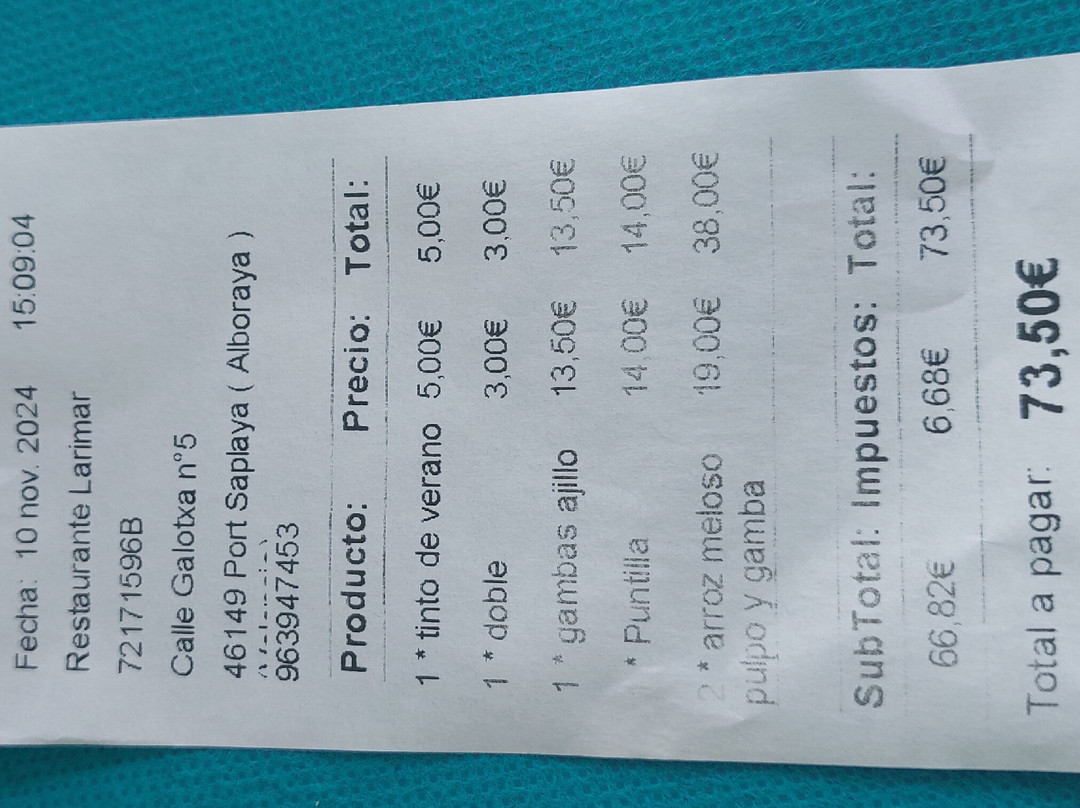 Fecha: 10 nov. 2024 15:09:04
Restaurante Larimar
72171596B
Calle Galotxa nº5
46149 Port Saplaya ( Alboraya )
963947453
Producto: Precio: Total:
1 * tinto de verano 5,00€ 5,00€
1 * doble 3,00€ 3,00€
1 * gambas ajillo 13,50€ 13,50€
* Puntilla 14,00€ 14,00€
2 * arroz meloso 19,00€ 38,00€
pulpo y gamba
SubTotal: Impuestos: Total:
66,82€ 6,68€ 73,50€
Total a pagar: 73,50€